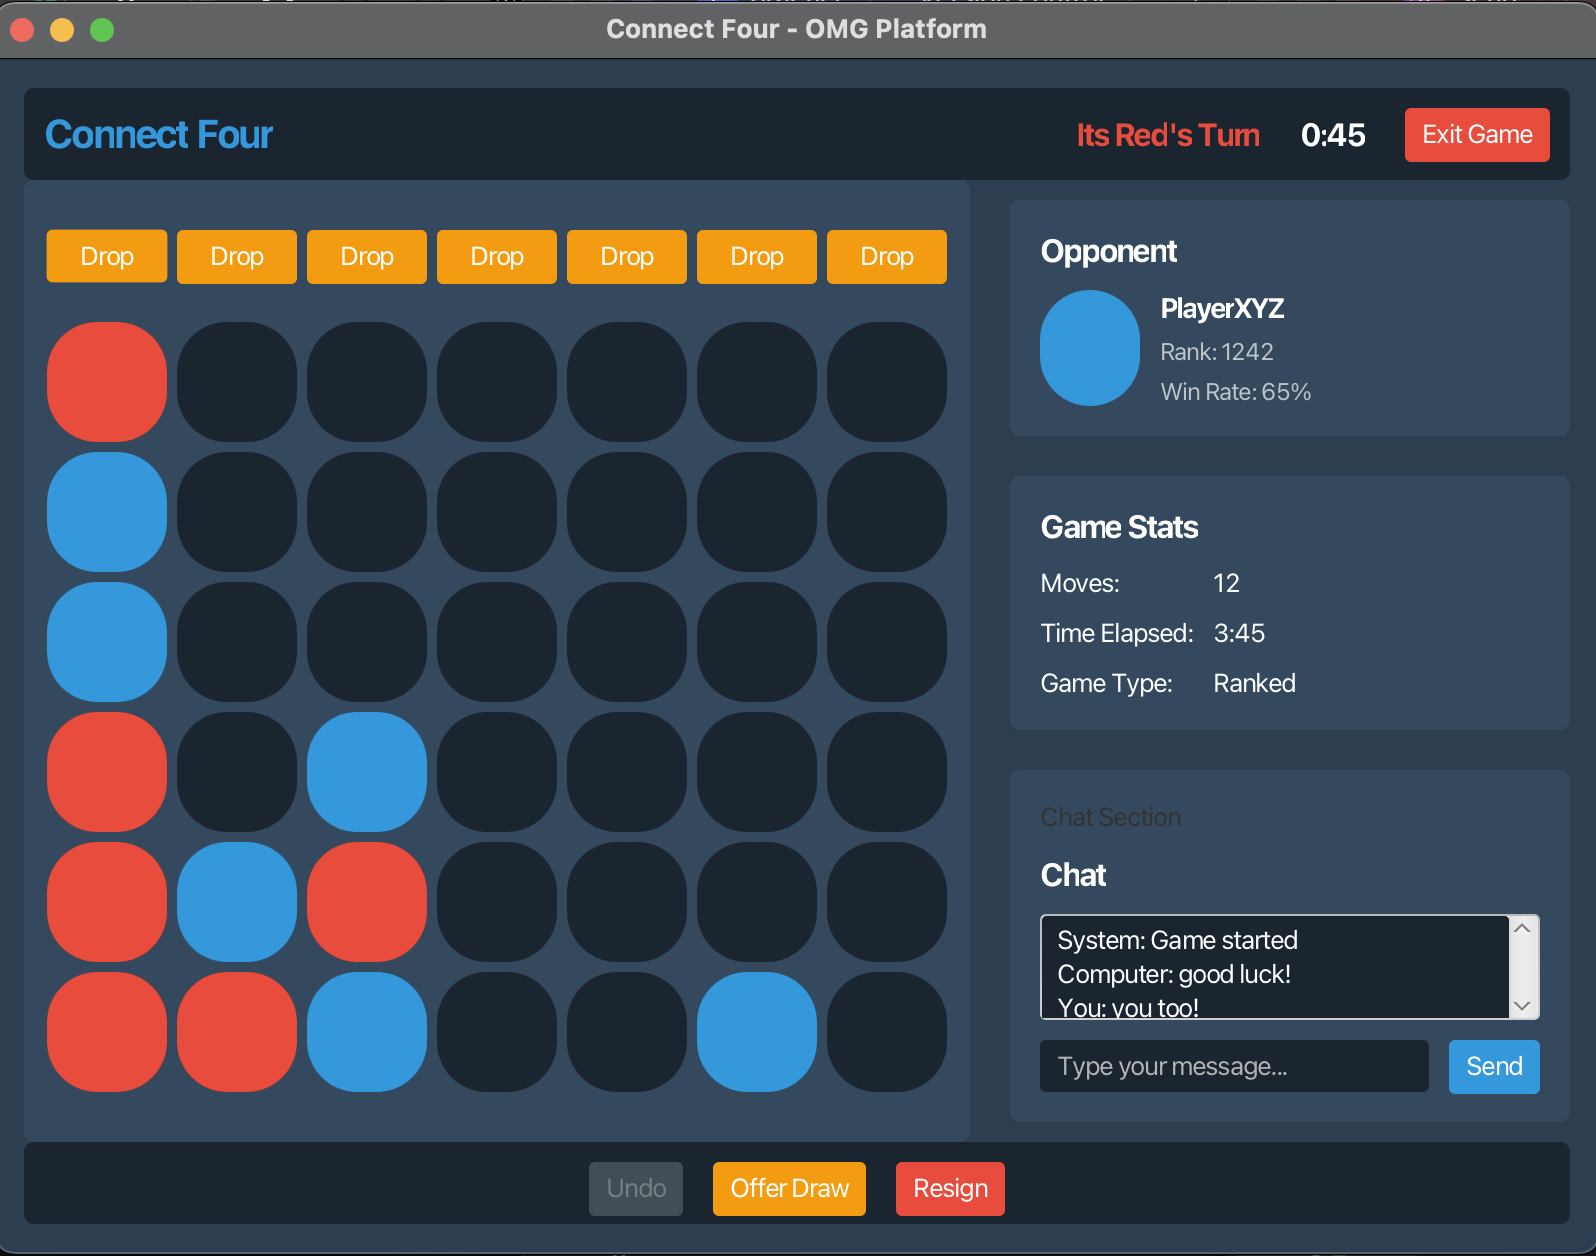 Connect Four - OMG Platform
Connect Four
Its Red's Turn
0:45
Exit Game
Drop
Drop
Drop
Drop
Drop
Drop
Drop
Opponent
PlayerXYZ
Rank: 1242
Win Rate: 65%
Game Stats
Moves: 12
Time Elapsed: 3:45
Game Type: Ranked
Chat Section
Chat
System: Game started
Computer: good luck!
You: you too!
Type your message...
Send
Undo
Offer Draw
Resign